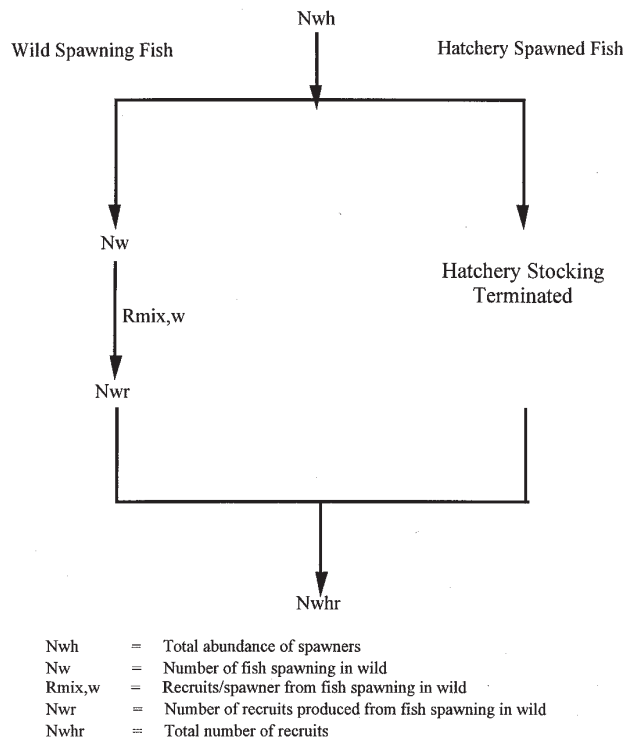 Nwh
Wild Spawning Fish
Hatchery Spawned Fish
Nw
Hatchery Stocking
Terminated
Rmix,w
Nwr
Nwhr
Nwh = Total abundance of spawners
Nw = Number of fish spawning in wild
Rmix,w = Recruits/spawner from fish spawning in wild
Nwr = Number of recruits produced from fish spawning in wild
Nwhr = Total number of recruits